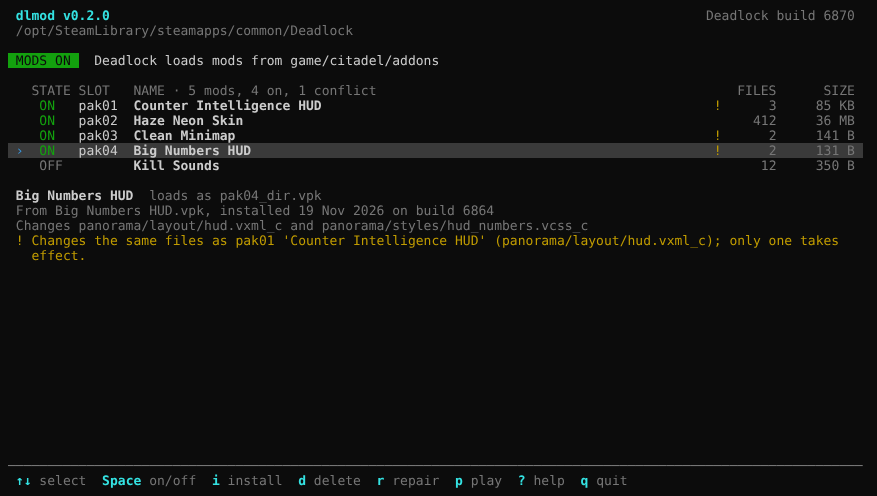 dlmod v0.2.0 Deadlock build 6870
/opt/SteamLibrary/steamapps/common/Deadlock
MODS ON Deadlock loads mods from game/citadel/addons
STATE SLOT NAME · 5 mods, 4 on, 1 conflict FILES SIZE
ON pak01 Counter Intelligence HUD ! 3 85 KB
ON pak02 Haze Neon Skin 412 36 MB
ON pak03 Clean Minimap ! 2 141 B
› ON pak04 Big Numbers HUD ! 2 131 B
OFF Kill Sounds 12 350 B
Big Numbers HUD loads as pak04_dir.vpk
From Big Numbers HUD.vpk, installed 19 Nov 2026 on build 6864
Changes panorama/layout/hud.vxml_c and panorama/styles/hud_numbers.vcss_c
! Changes the same files as pak01 'Counter Intelligence HUD' (panorama/layout/hud.vxml_c); only one takes
effect.
↑↓ select Space on/off i install d delete r repair p play ? help q quit